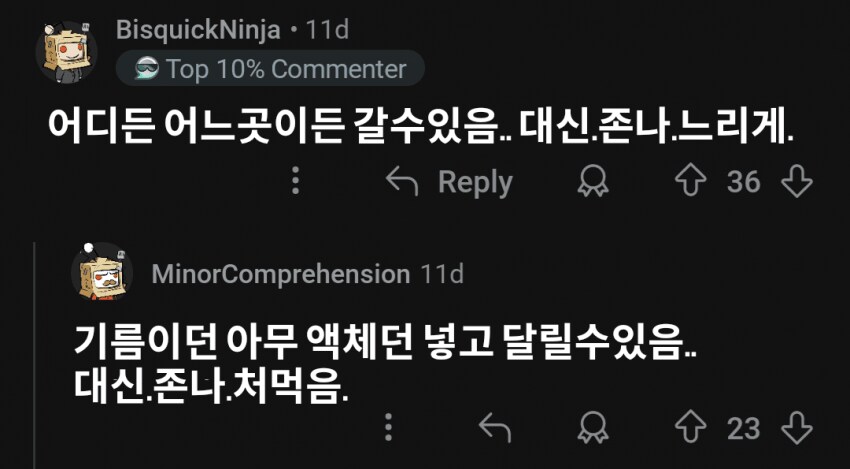 BisquickNinja • 11d
Top 10% Commenter
어디든 어느곳이든 갈수있음.. 대신.존나.느리게.
Reply 36
MinorComprehension 11d
기름이던 아무 액체던 넣고 달릴수있음..
대신.존나.처먹음.
23